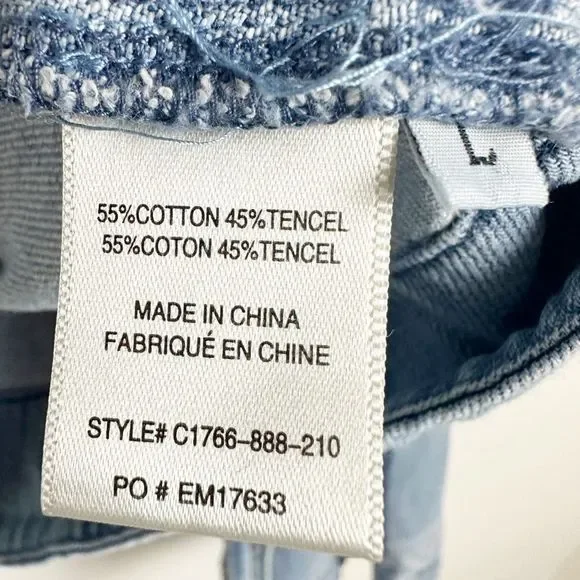 L
55%COTTON 45%TENCEL
55%COTON 45%TENCEL
MADE IN CHINA
FABRIQUÉ EN CHINE
STYLE# C1766-888-210
PO # EM17633